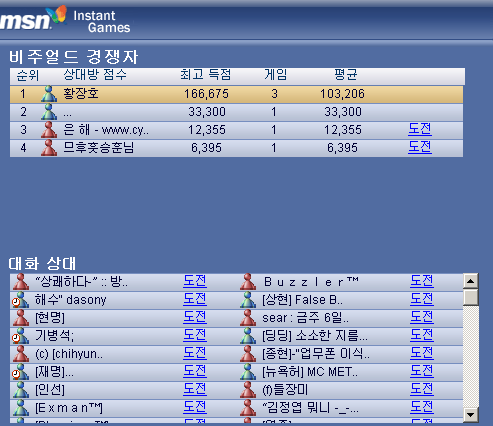 msn Instant
Games
비주얼드 경쟁자
순위 상대방 점수 최고 득점 게임 평균
1 황장호 166,675 3 103,206
2 ... 33,300 1 33,300
3 은 해 - www.cy.. 12,355 1 12,355 도전
4 므후훗승훈님 6,395 1 6,395 도전
대화 상대
“상쾌하다~” :: 방.. 도전 Ｂｕｚｚｌｅｒ™ 도전
해수” dasony 도전 [상현] False B.. 도전
[현명] 도전 sear : 금주 6일.. 도전
기병석; 도전 [딩딩] 소소한 지름... 도전
(c) [chihyun.. 도전 [종현]-“업무폰 이식.. 도전
[재명]... 도전 [뉴욕허] MC MET.. 도전
[인선] 도전 (f)들장미 도전
[Ｅｘｍａｎ™] 도전 “김정엽 뭐니 -_-... 도전